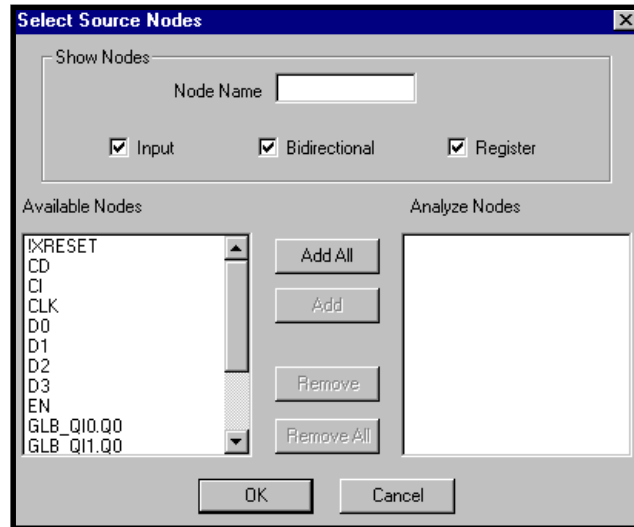 Select Source Nodes
Show Nodes
Node Name
Input Bidirectional Register
Available Nodes Analyze Nodes
!XRESET
CD
CI
CLK
D0
D1
D2
D3
EN
GLB_QI0.Q0
GLB_QI1.Q0
Add All
Add
Remove
Remove All
OK Cancel